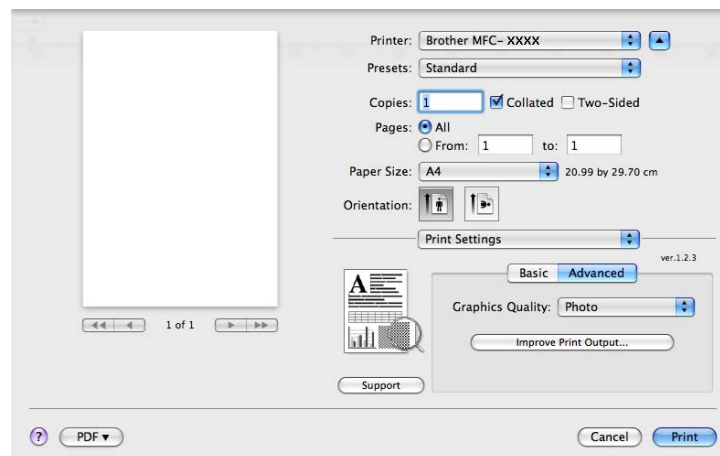 Printer: Brother MFC- XXXX
Presets: Standard
Copies: 1 Collated Two-Sided
Pages: All
From: 1 to: 1
Paper Size: A4 20.99 by 29.70 cm
Orientation:
Print Settings
ver.1.2.3
Basic Advanced
Graphics Quality: Photo
Improve Print Output...
A
1 of 1
Support
? PDF▼ Cancel Print